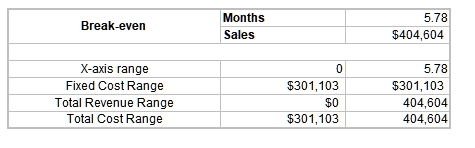 Break-even
Months 5.78
Sales $404,604
X-axis range 0 5.78
Fixed Cost Range $301,103 $301,103
Total Revenue Range $0 404,604
Total Cost Range $301,103 404,604